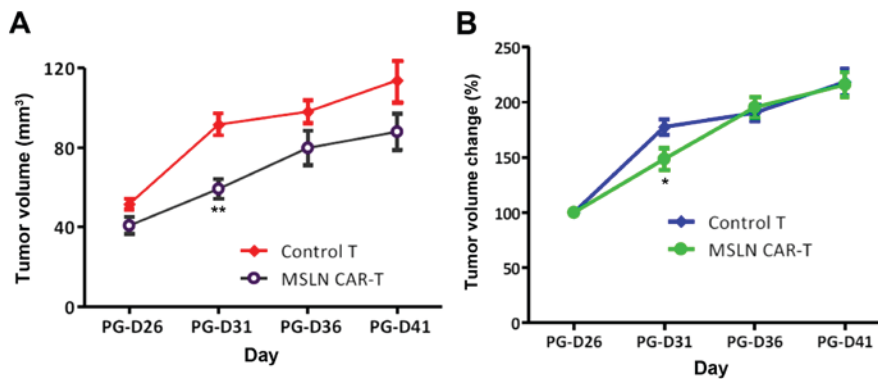 A
Tumor volume (mm³)
120
80
40
0
**
Control T
MSLN CAR-T
PG-D26 PG-D31 PG-D36 PG-D41
Day
B
Tumor volume change (%)
250
200
150
100
50
0
*
Control T
MSLN CAR-T
PG-D26 PG-D31 PG-D36 PG-D41
Day